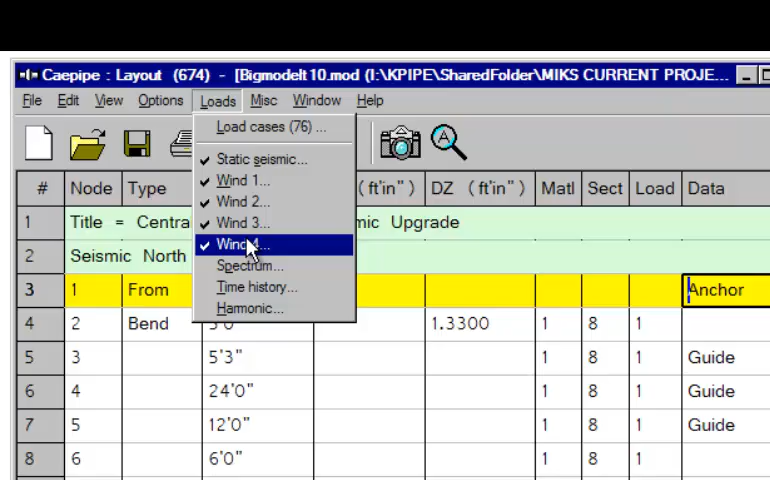 Caepipe : Layout (674) - [Bigmodelt10.mod (I:\KPIPE\SharedFolder\MIKS CURRENT PROJE...
File Edit View Options Loads Misc Window Help
Load cases (76) ...
Static seismic...
Wind 1...
Wind 2...
Wind 3...
Wind 4...
Spectrum...
Time history...
Harmonic...
# Node Type (ft'in") DZ (ft'in") Matl Sect Load Data
1 Title = Centra mic Upgrade
2 Seismic North
3 1 From Anchor
4 2 Bend 1.3300 1 8 1
5 3 5'3" 1 8 1 Guide
6 4 24'0" 1 8 1 Guide
7 5 12'0" 1 8 1 Guide
8 6 6'0" 1 8 1